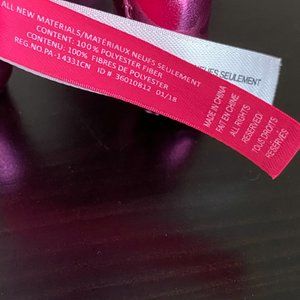 ALL NEW MATERIALS/MATÉRIAUX NEUFS SEULEMENT
CONTENT: 100% POLYESTER FIBER
CONTENU: 100% FIBRES DE POLYESTER
REG.NO.PA-14331CN ID # 36010812 01/18
MADE IN CHINA
FAIT EN CHINE
ALL RIGHTS
RESERVED/
TOUS DROITS
RÉSERVÉS
NEUFS SEULEMENT